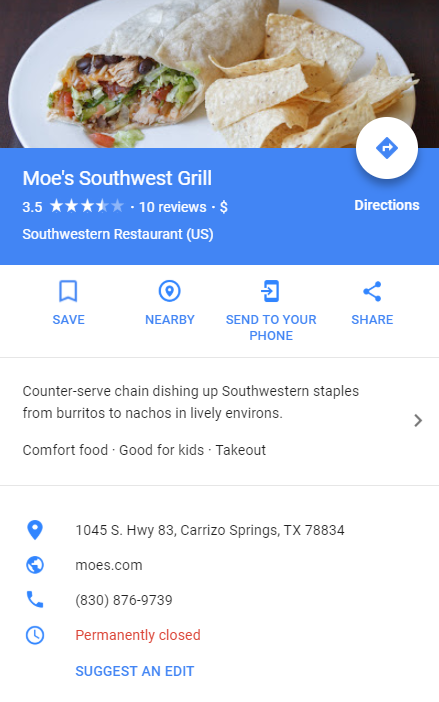 Moe's Southwest Grill
3.5 ★★★★★ · 10 reviews · $
Directions
Southwestern Restaurant (US)
SAVE
NEARBY
SEND TO YOUR
PHONE
SHARE
Counter-serve chain dishing up Southwestern staples
from burritos to nachos in lively environs.
Comfort food · Good for kids · Takeout
1045 S. Hwy 83, Carrizo Springs, TX 78834
moes.com
(830) 876-9739
Permanently closed
SUGGEST AN EDIT